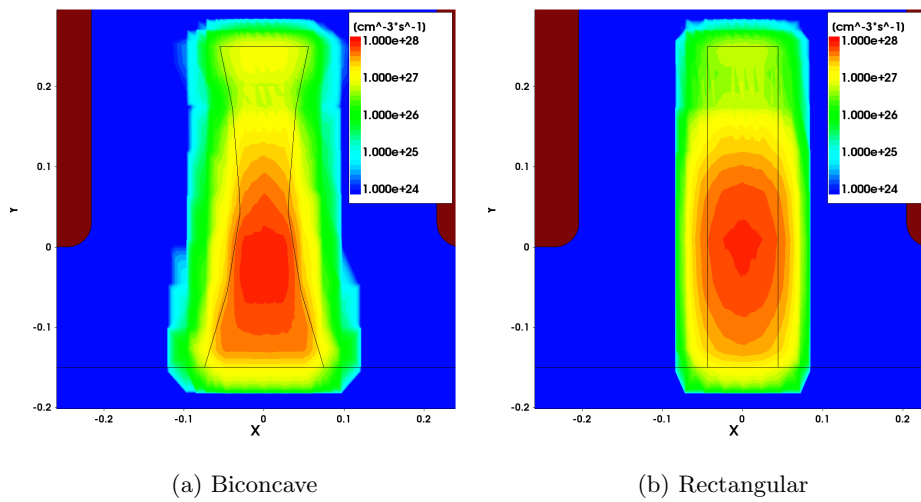 (cm^-3*s^-1)
1.000e+28
1.000e+27
1.000e+26
1.000e+25
1.000e+24
0.2
0.1
0
-0.1
-0.2
Y
-0.2 -0.1 0 0.1 0.2
X
(a) Biconcave
(cm^-3*s^-1)
1.000e+28
1.000e+27
1.000e+26
1.000e+25
1.000e+24
0.2
0.1
0
-0.1
-0.2
Y
-0.2 -0.1 0 0.1 0.2
X
(b) Rectangular